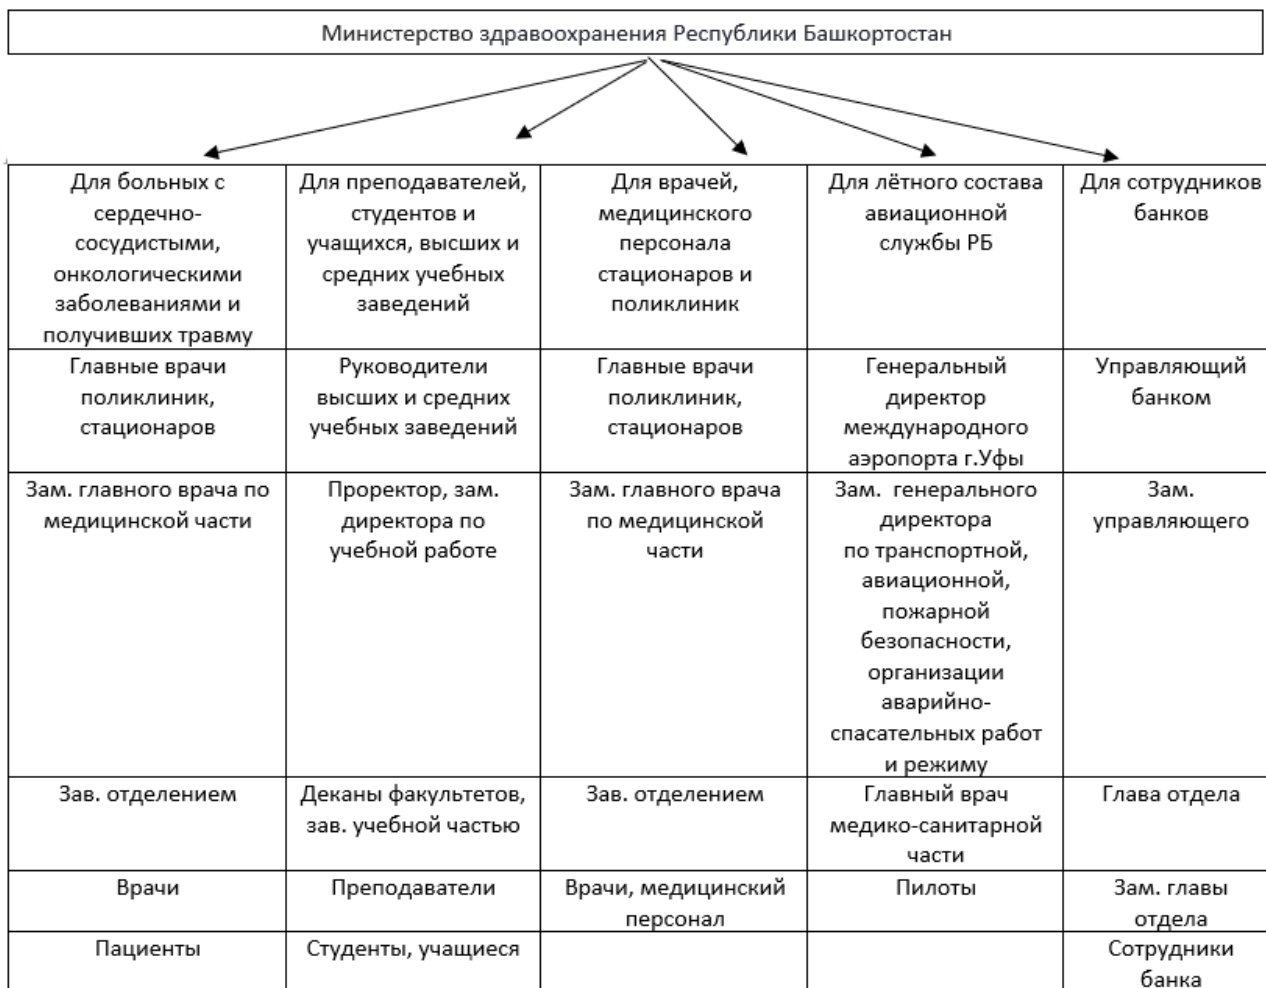 Министерство здравоохранения Республики Башкортостан
Для больных с
сердечно-
сосудистыми,
онкологическими
заболеваниями и
получивших травму
Для преподавателей,
студентов и
учащихся, высших и
средних учебных
заведений
Для врачей,
медицинского
персонала
стационаров и
поликлиник
Для лётного состава
авиационной
службы РБ
Для сотрудников
банков
Главные врачи
поликлиник,
стационаров
Руководители
высших и средних
учебных заведений
Главные врачи
поликлиник,
стационаров
Генеральный
директор
международного
аэропорта г.Уфы
Управляющий
банком
Зам. главного врача по
медицинской части
Проректор, зам.
директора по
учебной работе
Зам. главного врача
по медицинской
части
Зам. генерального
директора
по транспортной,
авиационной,
пожарной
безопасности,
организации
аварийно-
спасательных работ
и режиму
Зам.
управляющего
Зав. отделением
Деканы факультетов,
зав. учебной частью
Зав. отделением
Главный врач
медико-санитарной
части
Глава отдела
Врачи
Преподаватели
Врачи, медицинский
персонал
Пилоты
Зам. главы
отдела
Пациенты
Студенты, учащиеся
Сотрудники
банка